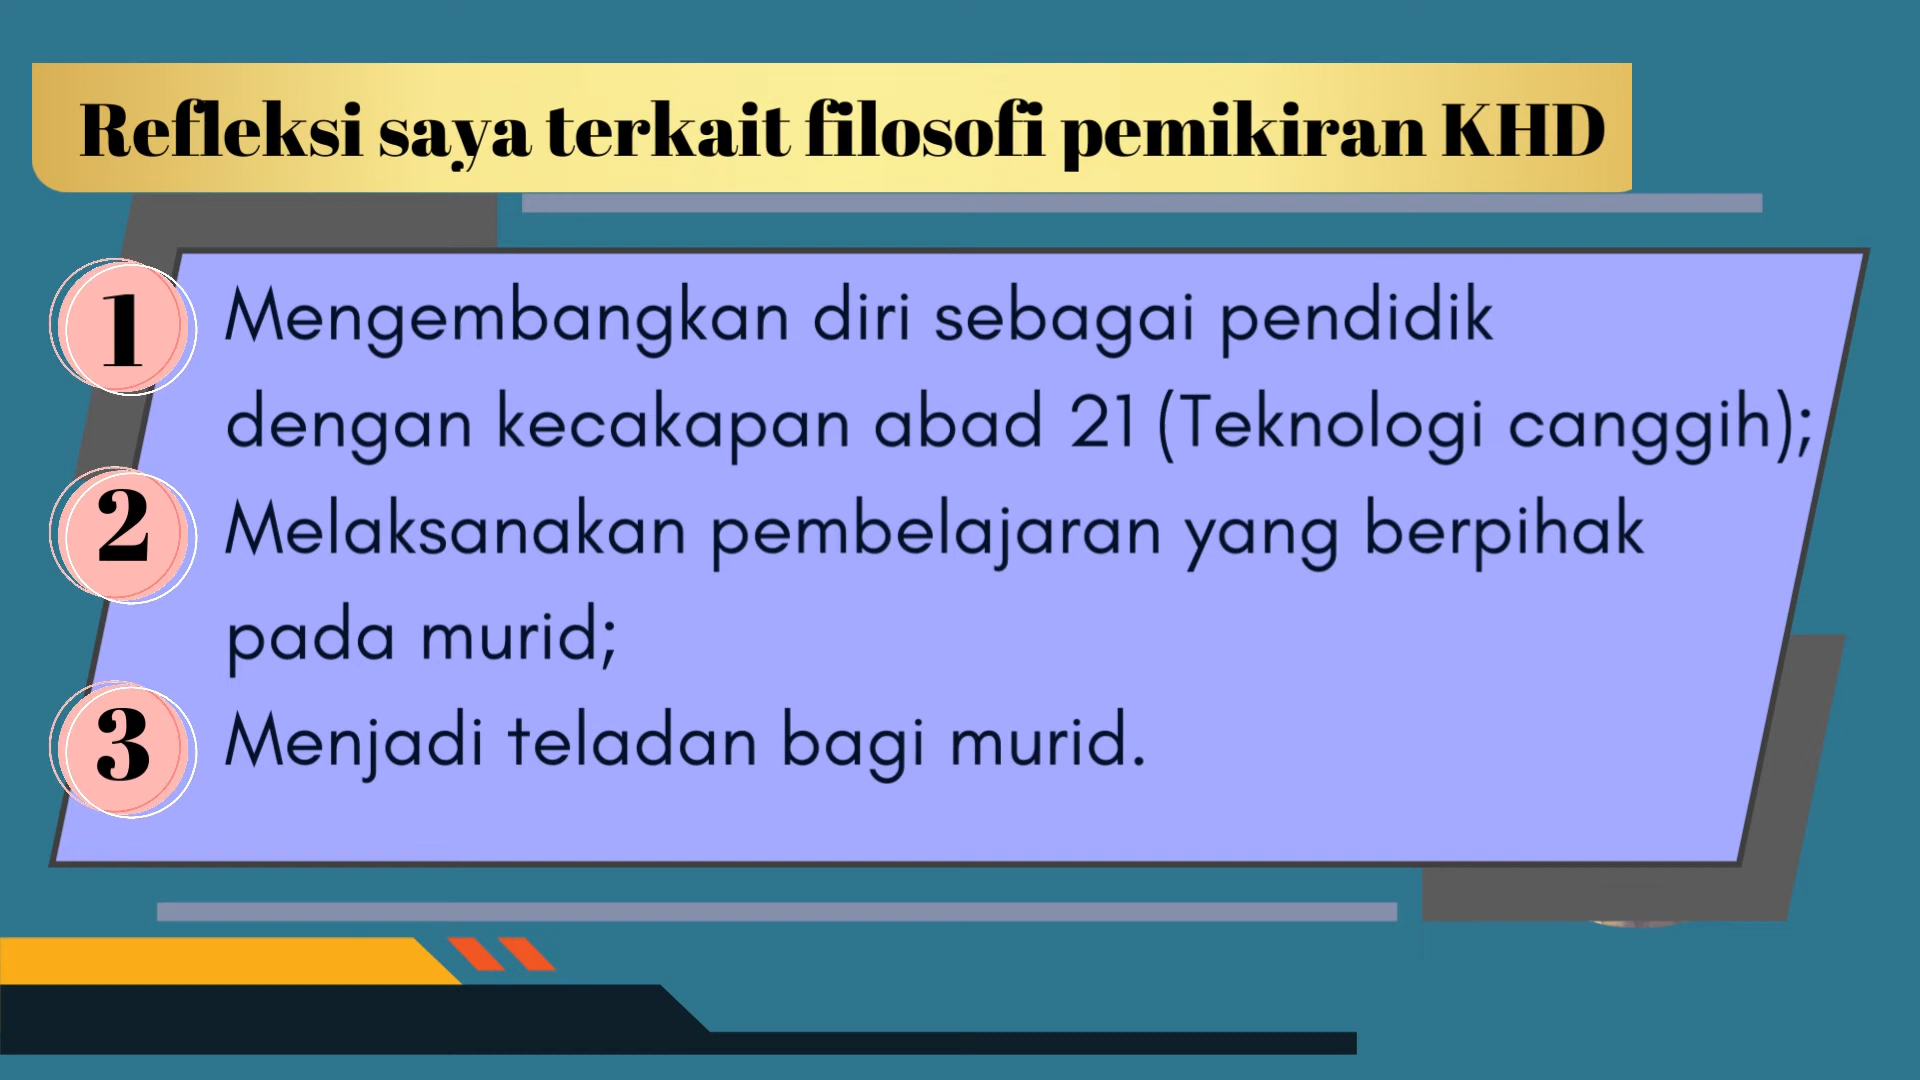 Refleksi saya terkait filosofi pemikiran KHD
1 Mengembangkan diri sebagai pendidik
dengan kecakapan abad 21 (Teknologi canggih);
2 Melaksanakan pembelajaran yang berpihak
pada murid;
3 Menjadi teladan bagi murid.